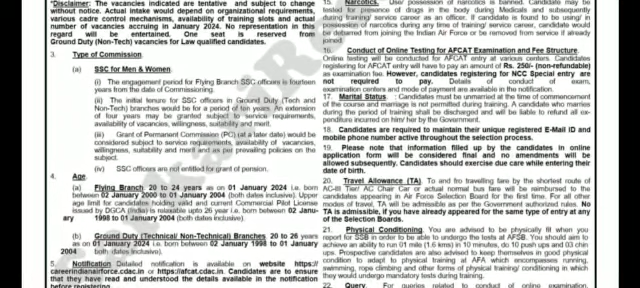 "Disclaimer: The vacancies indicated are tentative and subject to change
without notice. Actual intake would depend on organizational requirements,
various cadre control mechanisms, availability of training slots and actual
number of vacancies accruing in January 2024. No representation in this
regard will be entertained. One seat is reserved from
Ground Duty (Non-Tech) vacancies for Law qualified candidates.
3. Type of Commission.
(a) SSC for Men & Women.
(i) The engagement period for Flying Branch SSC officers is fourteen
years from the date of Commissioning.
(ii) The initial tenure for SSC officers in Ground Duty (Tech and
Non-Tech) branches would be for a period of ten years. An extension
of four years may be granted subject to service requirements,
availability of vacancies, willingness, suitability and merit.
(iii) Grant of Permanent Commission (PC) (at a later date) would be
considered subject to service requirements, availability of vacancies,
willingness, suitability and merit and as per prevailing policies on the
subject.
(iv) SSC officers are not entitled for grant of pension.
4. Age.
(a) Flying Branch 20 to 24 years as on 01 January 2024 (i.e. born
between 02 January 2000 to 01 January 2004 (both dates inclusive). Upper
age limit for candidates holding valid and current Commercial Pilot License
issued by DGCA (India) is relaxable upto 26 year i.e. born between 02 Janu-
ary 1998 to 01 January 2004 (both dates inclusive).
(b) Ground Duty (Technical/ Non-Technical) Branches 20 to 26 years
as on 01 January 2024 (i.e. born between 02 January 1998 to 01 January
2004 both dates inclusive).
5. Notification: Detailed notification is available on website https://
careerindianairforce.cdac.in or https://afcat.cdac.in. Candidates are to ensure
that they have read and understood the details available in the notification
before registering
15. Narcotics. User possession of narcotics is banned. Candidate may be
tested for presence of drugs in the body during Medicals and subsequently
during training/ service career as an officer. If candidate is found to be using/ in
possession of narcotics during any time of training/ service career, candidate would
be debarred from joining the Indian Air Force or be removed from service if already
joined.
16. Conduct of Online Testing for AFCAT Examination and Fee Structure.
Online testing will be conducted for AFCAT entry at various centers. Candidates
registering for AFCAT entry will have to pay an amount of Rs. 250/- (non-refundable)
as examination fee. However, candidates registering for NCC Special entry are
not required to pay. Details of conduct of exam,
examination centers and mode of payment are available in the notification.
17. Marital Status : Candidates must be unmarried at the time of commencement
of the course and marriage is not permitted during training. A candidate who marries
during the period of training shall be discharged and will be liable to refund all ex-
penditure incurred on him/ her by the Government.
18. Candidates are required to maintain their unique registered E-Mail ID and
mobile phone number active throughout the selection process.
19. Please note that information filled up by the candidates in online
application form will be considered final and no amendments will be
allowed subsequently. Candidates should exercise due care while entering their
date of birth.
20. Travel Allowance (TA). To and fro travelling fare by the shortest route of
AC-III Tier/ AC Chair Car or actual normal bus fare will be reimbursed to the
candidates appearing in Air Force Selection Board for the first time. For all other
modes of travel, TA will be admissible as per the Government authorized rules. No
TA is admissible, if you have already appeared for the same type of entry at any
of the Selection Boards.
21. Physical Conditioning. You are advised to be physically fit when you
report for SSB in order to be able to undergo the tests at AFSB. You should aim to
achieve an ability to run 01 mile (1.6 kms) in 10 minutes, do 10 push ups and 03 chin
ups. Prospective candidates are also advised to keep themselves in good physical
condition to adapt to physical training at AFA which encompasses running,
swimming, rope climbing and other forms of physical training/ conditioning in which
they would undergo mandatory tests during training.
22. Query. For queries related to conduct of online examination,